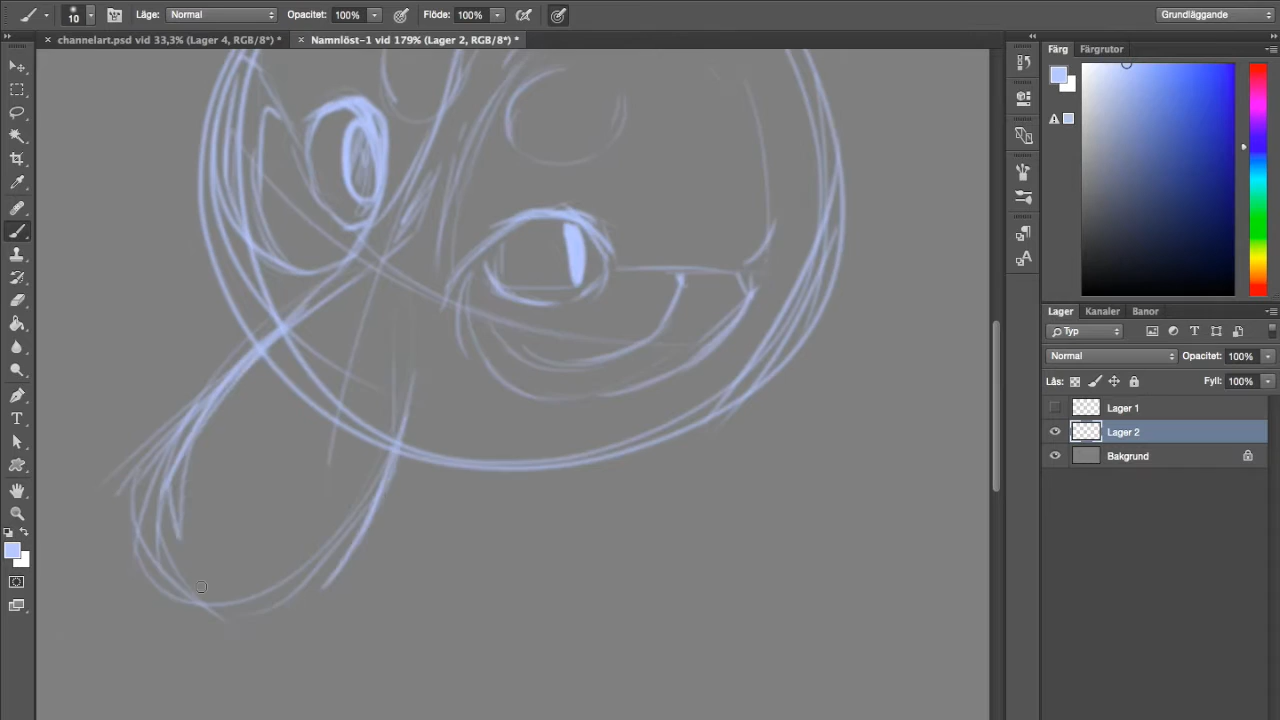 10 Läge: Normal Opacitet: 100% Flöde: 100% Grundläggande
× channelart.psd vid 33,3% (Lager 4, RGB/8*) * × Namnlöst-1 vid 179% (Lager 2, RGB/8*) *
Färg Färgrutor
Lager Kanaler Banor
Typ
Normal Opacitet: 100%
Lås: Fyll: 100%
Lager 1
Lager 2
Bakgrund